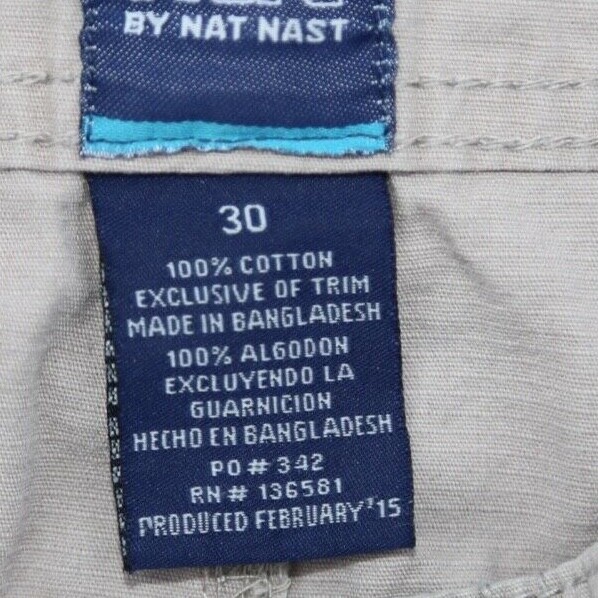 BY NAT NAST
30
100% COTTON
EXCLUSIVE OF TRIM
MADE IN BANGLADESH
100% ALGODON
EXCLUYENDO LA
GUARNICION
HECHO EN BANGLADESH
PO # 342
RN # 136581
PRODUCED FEBRUARY'15